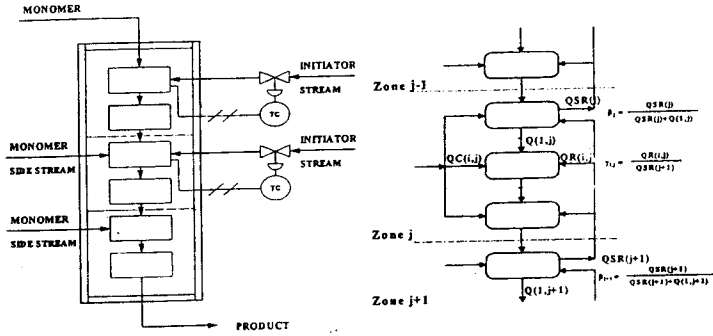 MONOMER
INITIATOR
STREAM
TC
MONOMER
SIDE STREAM
INITIATOR
STREAM
TC
MONOMER
SIDE STREAM
PRODUCT
Zone j-1
QSR(j)
β_j = QSR(j) / QSR(j)+Q(1,j)
Q(1,j)
QC(i,j)
QR(i,j
γ_i,j = QR(i,j) / QSR(j+1)
Zone j
QSR(j+1)
β_j+1 = QSR(j+1) / QSR(j+1)+Q(1,j+1)
Q(1,j+1)
Zone j+1